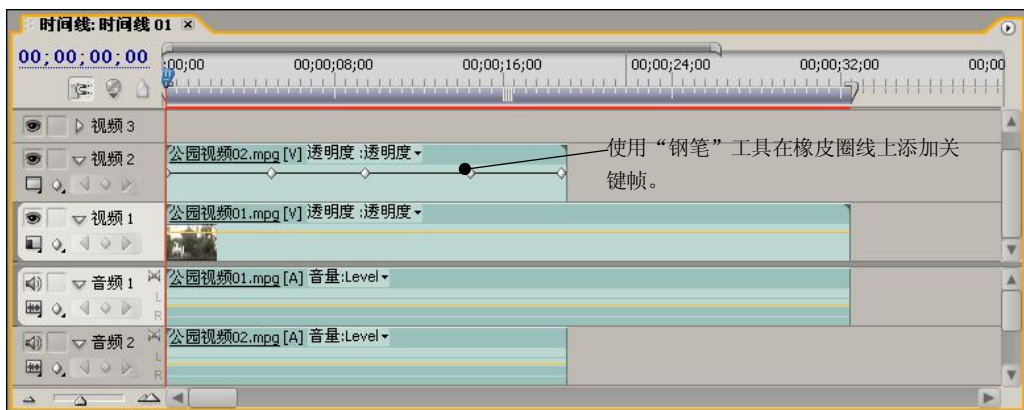 时间线: 时间线 01
00;00;00;00
:00;00 00;00;08;00 00;00;16;00 00;00;24;00 00;00;32;00 00;00
视频 3
视频 2
公园视频02.mpg [V] 透明度 :透明度
使用“钢笔”工具在橡皮圈线上添加关
键帧。
视频 1
公园视频01.mpg [V] 透明度 :透明度
音频 1
公园视频01.mpg [A] 音量:Level
L
R
音频 2
公园视频02.mpg [A] 音量:Level
L
R